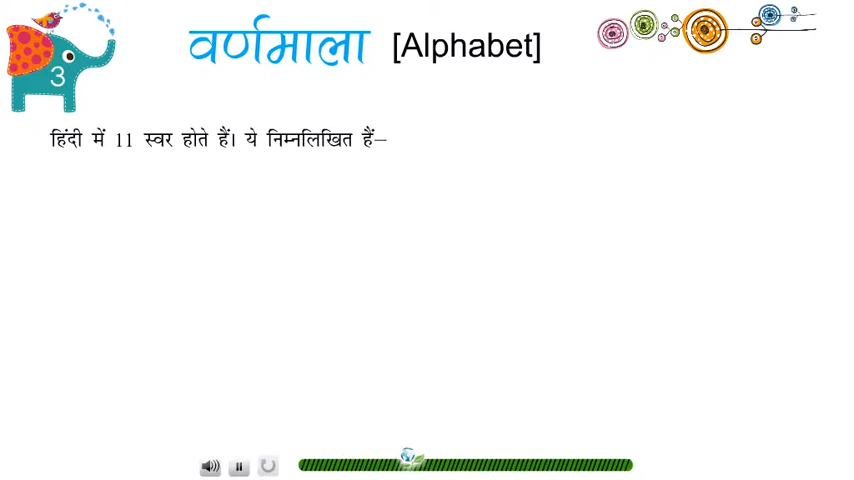 3
वर्णमाला [Alphabet]
हिंदी में 11 स्वर होते हैं। ये निम्नलिखित हैं–